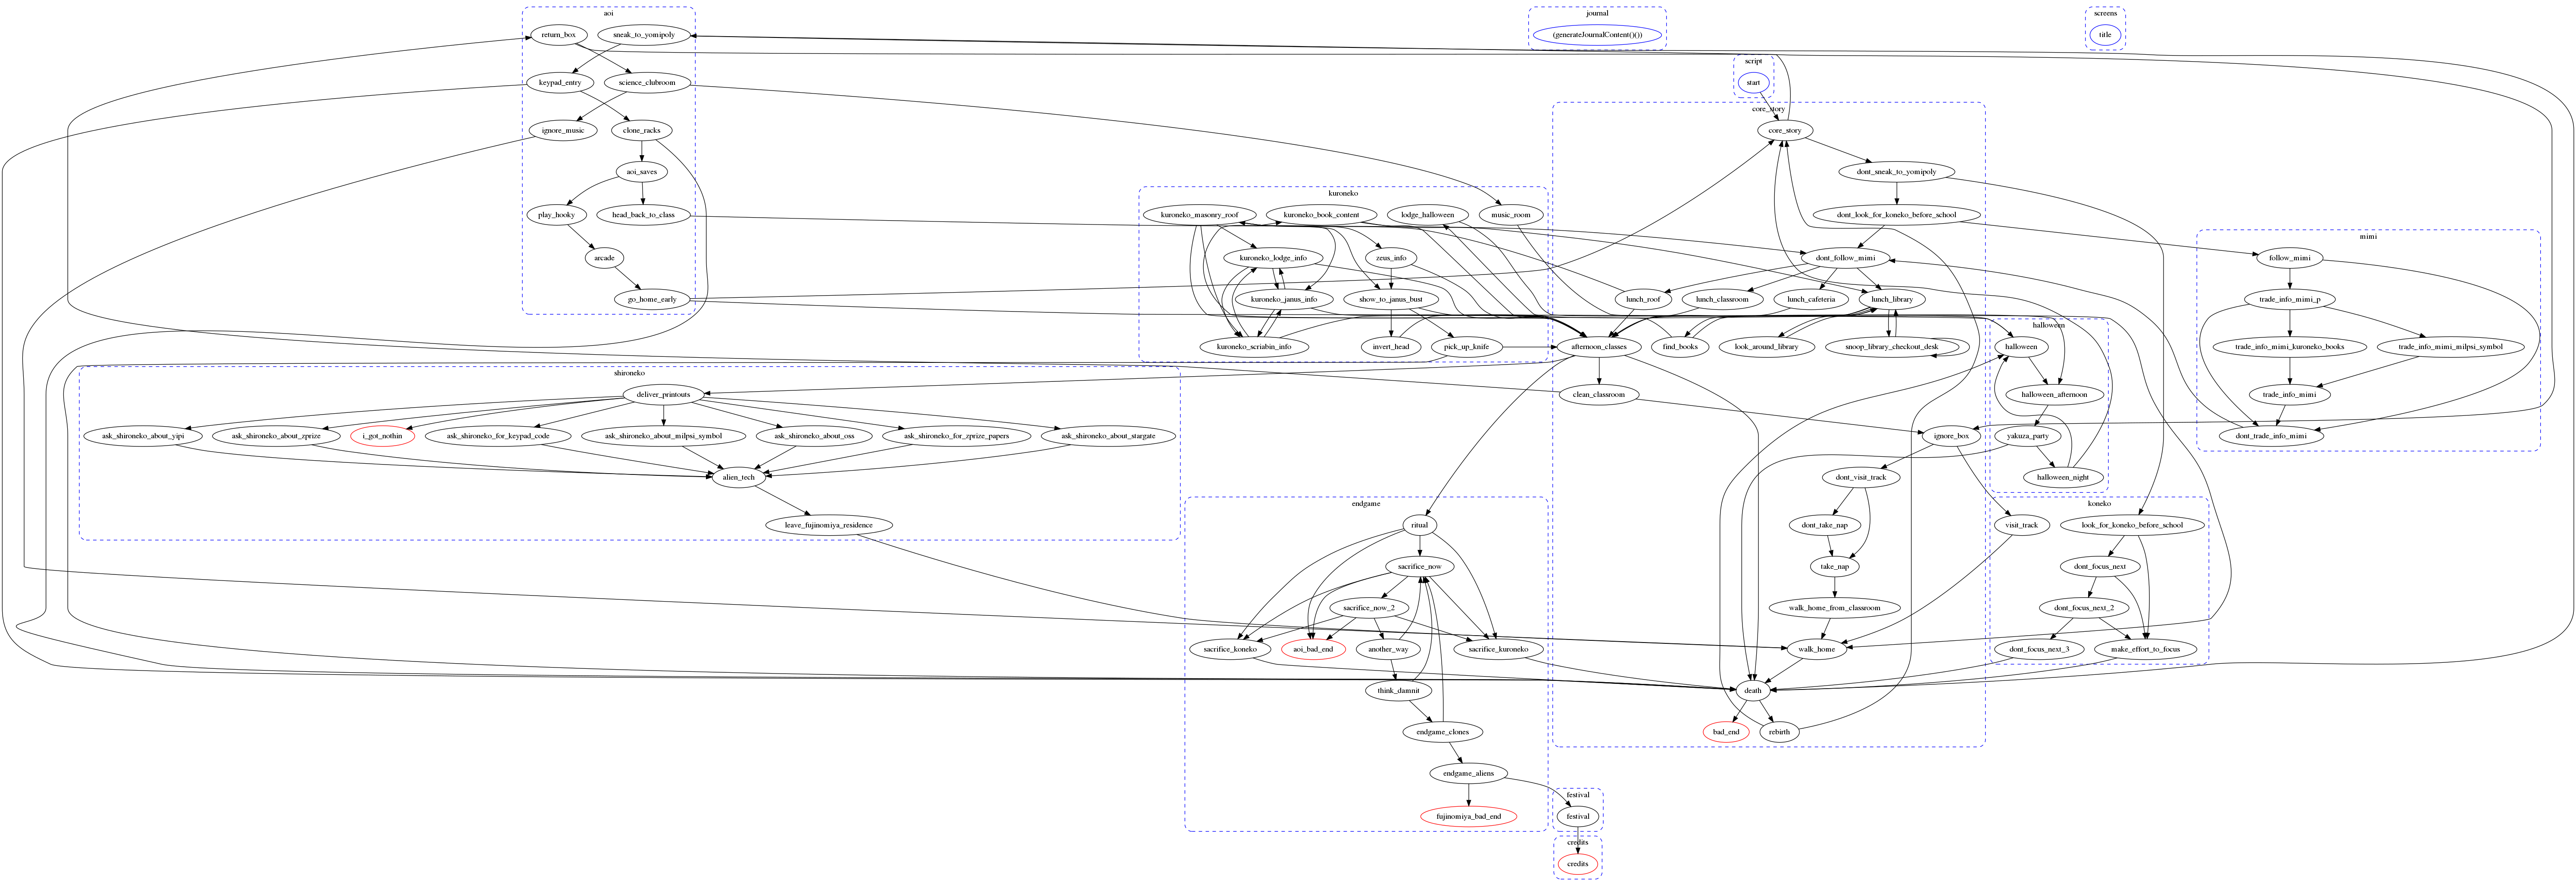 aoi
return_box
sneak_to_yomipoly
keypad_entry
science_clubroom
ignore_music
clone_racks
aoi_saves
play_hooky
head_back_to_class
arcade
go_home_early
journal
(generateJournalContent()())
screens
title
script
start
core_story
core_story
dont_sneak_to_yomipoly
dont_look_for_koneko_before_school
dont_follow_mimi
lunch_roof
lunch_classroom
lunch_cafeteria
lunch_library
afternoon_classes
find_books
look_around_library
snoop_library_checkout_desk
clean_classroom
ignore_box
dont_visit_track
dont_take_nap
take_nap
walk_home_from_classroom
walk_home
death
bad_end
rebirth
kuroneko
kuroneko_masonry_roof
kuroneko_book_content
lodge_halloween
music_room
kuroneko_lodge_info
zeus_info
kuroneko_janus_info
show_to_janus_bust
kuroneko_scriabin_info
invert_head
pick_up_knife
mimi
follow_mimi
trade_info_mimi_p
trade_info_mimi_kuroneko_books
trade_info_mimi_milpsi_symbol
trade_info_mimi
dont_trade_info_mimi
halloween
halloween
halloween_afternoon
yakuza_party
halloween_night
shironeko
deliver_printouts
ask_shironeko_about_yipi
ask_shironeko_about_zprize
i_got_nothin
ask_shironeko_for_keypad_code
ask_shironeko_about_milpsi_symbol
ask_shironeko_about_oss
ask_shironeko_for_zprize_papers
ask_shironeko_about_stargate
alien_tech
leave_fujinomiya_residence
endgame
ritual
sacrifice_now
sacrifice_now_2
sacrifice_koneko
aoi_bad_end
another_way
sacrifice_kuroneko
think_damnit
endgame_clones
endgame_aliens
fujinomiya_bad_end
koneko
visit_track
look_for_koneko_before_school
dont_focus_next
dont_focus_next_2
dont_focus_next_3
make_effort_to_focus
festival
festival
credits
credits